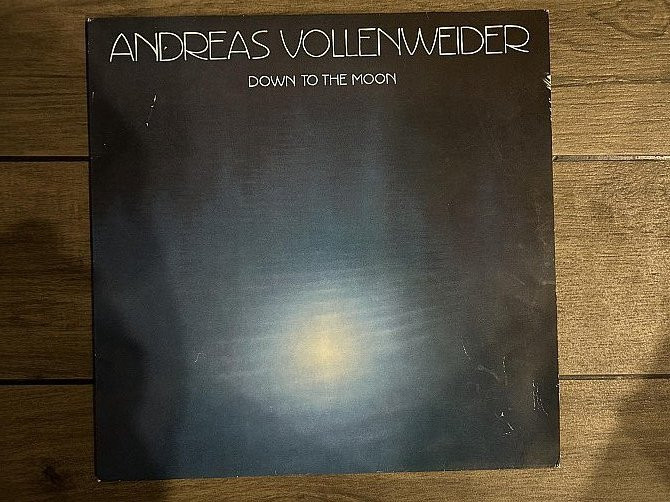 ANDREAS VOLLENWEIDER
DOWN TO THE MOON